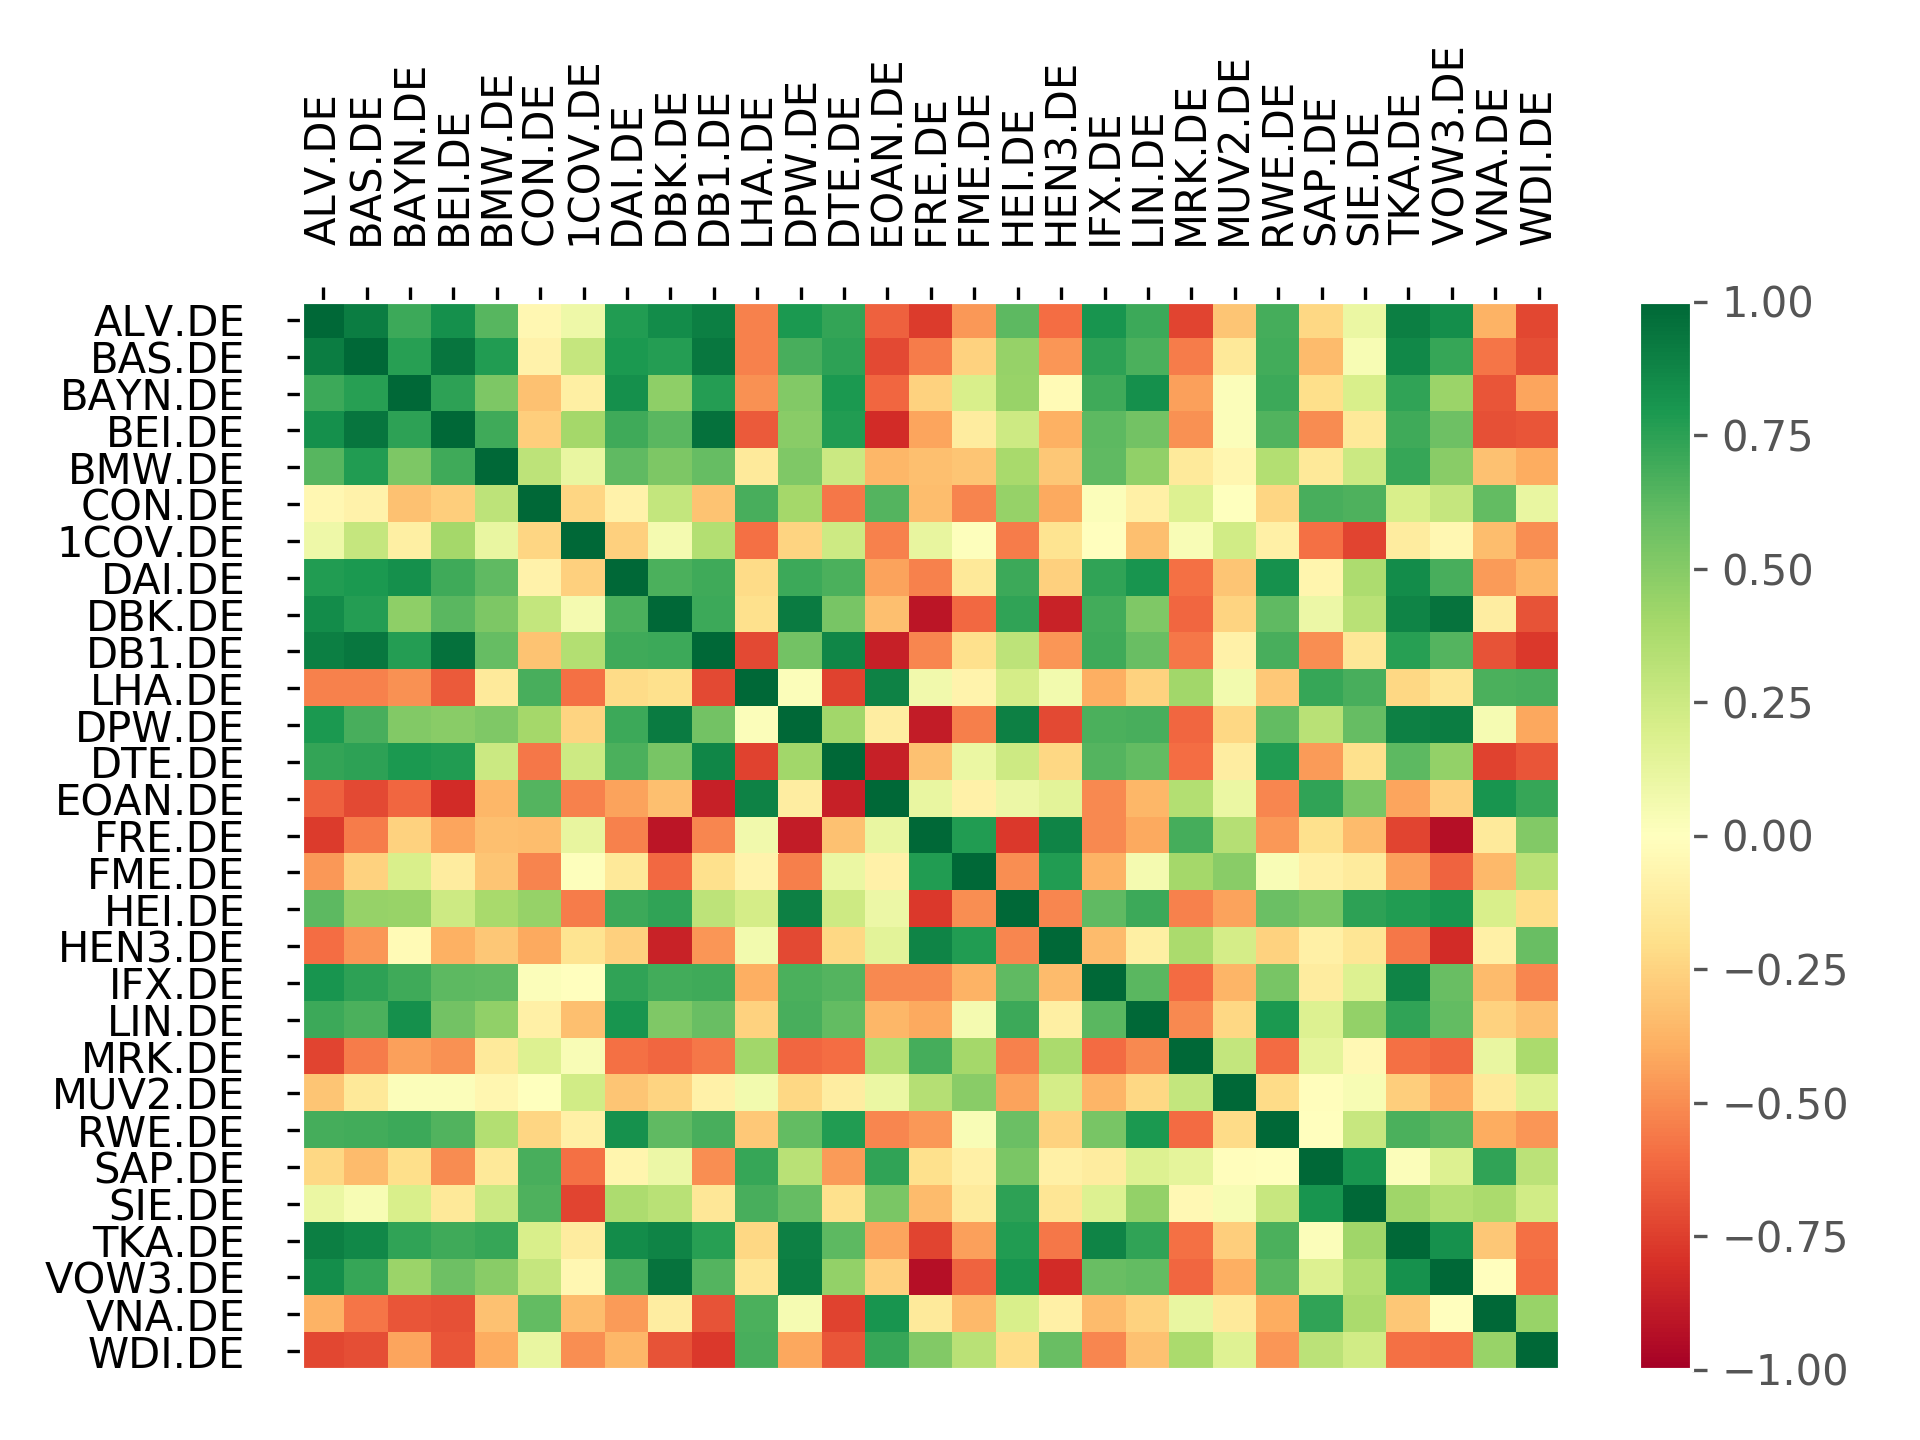 ALV.DE
BAS.DE
BAYN.DE
BEI.DE
BMW.DE
CON.DE
1COV.DE
DAI.DE
DBK.DE
DB1.DE
LHA.DE
DPW.DE
DTE.DE
EOAN.DE
FRE.DE
FME.DE
HEI.DE
HEN3.DE
IFX.DE
LIN.DE
MRK.DE
MUV2.DE
RWE.DE
SAP.DE
SIE.DE
TKA.DE
VOW3.DE
VNA.DE
WDI.DE
ALV.DE
BAS.DE
BAYN.DE
BEI.DE
BMW.DE
CON.DE
1COV.DE
DAI.DE
DBK.DE
DB1.DE
LHA.DE
DPW.DE
DTE.DE
EOAN.DE
FRE.DE
FME.DE
HEI.DE
HEN3.DE
IFX.DE
LIN.DE
MRK.DE
MUV2.DE
RWE.DE
SAP.DE
SIE.DE
TKA.DE
VOW3.DE
VNA.DE
WDI.DE
1.00
0.75
0.50
0.25
0.00
−0.25
−0.50
−0.75
−1.00